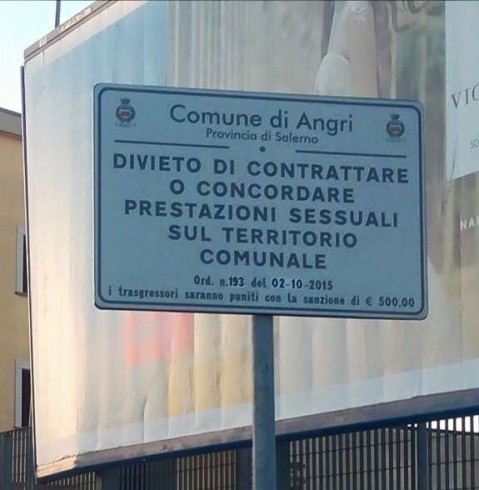 Comune di Angri
Provincia di Salerno
DIVIETO DI CONTRATTARE
O CONCORDARE
PRESTAZIONI SESSUALI
SUL TERRITORIO
COMUNALE
Ord. n.193 del 02-10-2015
i trasgressori saranno puniti con la sanzione di € 500,00